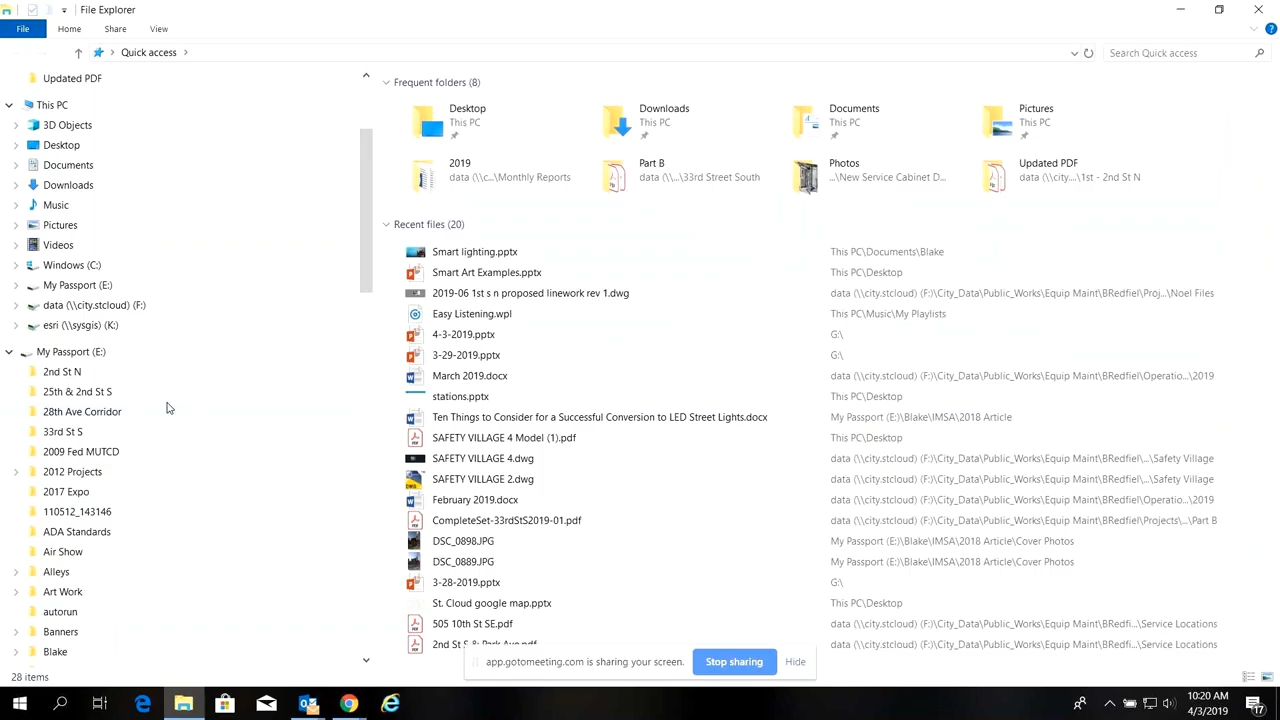 File Explorer
File
Home
Share
View
Quick access
Search Quick access
Updated PDF
This PC
3D Objects
Desktop
Documents
Downloads
Music
Pictures
Videos
Windows (C:)
My Passport (E:)
data (\\city.stcloud) (F:)
esri (\\sysgis) (K:)
My Passport (E:)
2nd St N
25th & 2nd St S
28th Ave Corridor
33rd St S
2009 Fed MUTCD
2012 Projects
2017 Expo
110512_143146
ADA Standards
Air Show
Alleys
Art Work
autorun
Banners
Blake
Frequent folders (8)
Desktop
This PC
Downloads
This PC
Documents
This PC
Pictures
This PC
2019
data (\\c...\Monthly Reports
Part B
data (\\...\33rd Street South
Photos
...\New Service Cabinet D...
Updated PDF
data (\\city....\1st - 2nd St N
Recent files (20)
Smart lighting.pptx This PC\Documents\Blake
Smart Art Examples.pptx This PC\Desktop
2019-06 1st s n proposed linework rev 1.dwg data (\\city.stcloud) (F:)\City_Data\Public_Works\Equip Maint\BRedfiel\Proj...\Noel Files
Easy Listening.wpl This PC\Music\My Playlists
4-3-2019.pptx G:\
3-29-2019.pptx G:\
March 2019.docx data (\\city.stcloud) (F:)\City_Data\Public_Works\Equip Maint\BRedfiel\Operatio...\2019
stations.pptx This PC\Desktop
Ten Things to Consider for a Successful Conversion to LED Street Lights.docx My Passport (E:)\Blake\IMSA\2018 Article
SAFETY VILLAGE 4 Model (1).pdf This PC\Desktop
SAFETY VILLAGE 4.dwg data (\\city.stcloud) (F:)\City_Data\Public_Works\Equip Maint\BRedfiel\...\Safety Village
SAFETY VILLAGE 2.dwg data (\\city.stcloud) (F:)\City_Data\Public_Works\Equip Maint\BRedfiel\...\Safety Village
February 2019.docx data (\\city.stcloud) (F:)\City_Data\Public_Works\Equip Maint\BRedfiel\Operatio...\2019
CompleteSet-33rdStS2019-01.pdf data (\\city.stcloud) (F:)\City_Data\Public_Works\Equip Maint\BRedfiel\Projects\...\Part B
DSC_0898.JPG My Passport (E:)\Blake\IMSA\2018 Article\Cover Photos
DSC_0889.JPG My Passport (E:)\Blake\IMSA\2018 Article\Cover Photos
3-28-2019.pptx G:\
St. Cloud google map.pptx This PC\Desktop
505 10th St SE.pdf data (\\city.stcloud) (F:)\City_Data\Public_Works\Equip Maint\BRedfi...\Service Locations
2nd St S & Park Ave.pdf data (\\city.stcloud) (F:)\City_Data\Public_Works\Equip Maint\BRedfi...\Service Locations
app.gotomeeting.com is sharing your screen. Stop sharing Hide
28 items
10:20 AM
4/3/2019
17